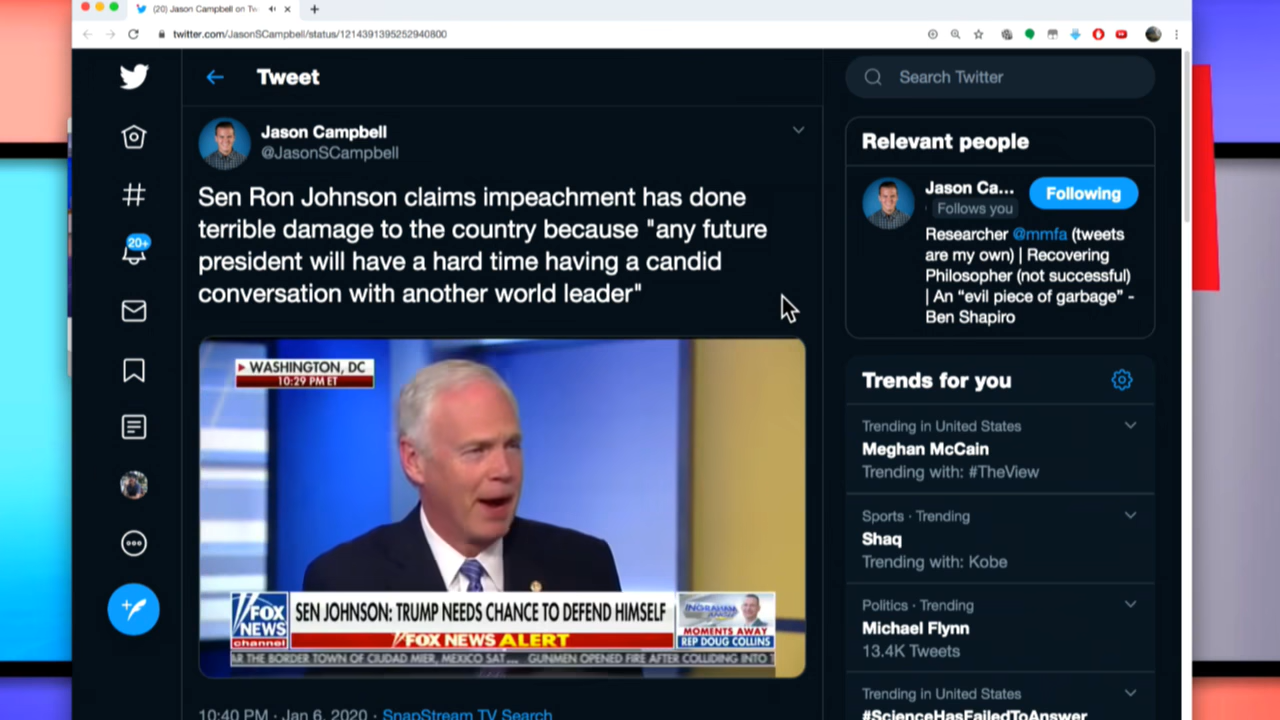 (20) Jason Campbell on Tw
twitter.com/JasonSCampbell/status/1214391395252940800
Tweet
Search Twitter
Jason Campbell
@JasonSCampbell
Sen Ron Johnson claims impeachment has done
terrible damage to the country because "any future
president will have a hard time having a candid
conversation with another world leader"
20+
WASHINGTON, DC
10:29 PM ET
FOX
NEWS
channel
SEN JOHNSON: TRUMP NEEDS CHANCE TO DEFEND HIMSELF
FOX NEWS ALERT
INGRAHAM
ANGLE
MOMENTS AWAY
REP DOUG COLLINS
AR THE BORDER TOWN OF CIUDAD MIER, MEXICO SAT.... GUNMEN OPENED FIRE AFTER COLLIDING INTO
10:40 PM · Jan 6, 2020 · SnapStream TV Search
Relevant people
Jason Ca...
Follows you
Following
Researcher @mmfa (tweets
are my own) | Recovering
Philosopher (not successful)
| An “evil piece of garbage” -
Ben Shapiro
Trends for you
Trending in United States
Meghan McCain
Trending with: #TheView
Sports · Trending
Shaq
Trending with: Kobe
Politics · Trending
Michael Flynn
13.4K Tweets
Trending in United States
#ScienceHasFailedToAnswer